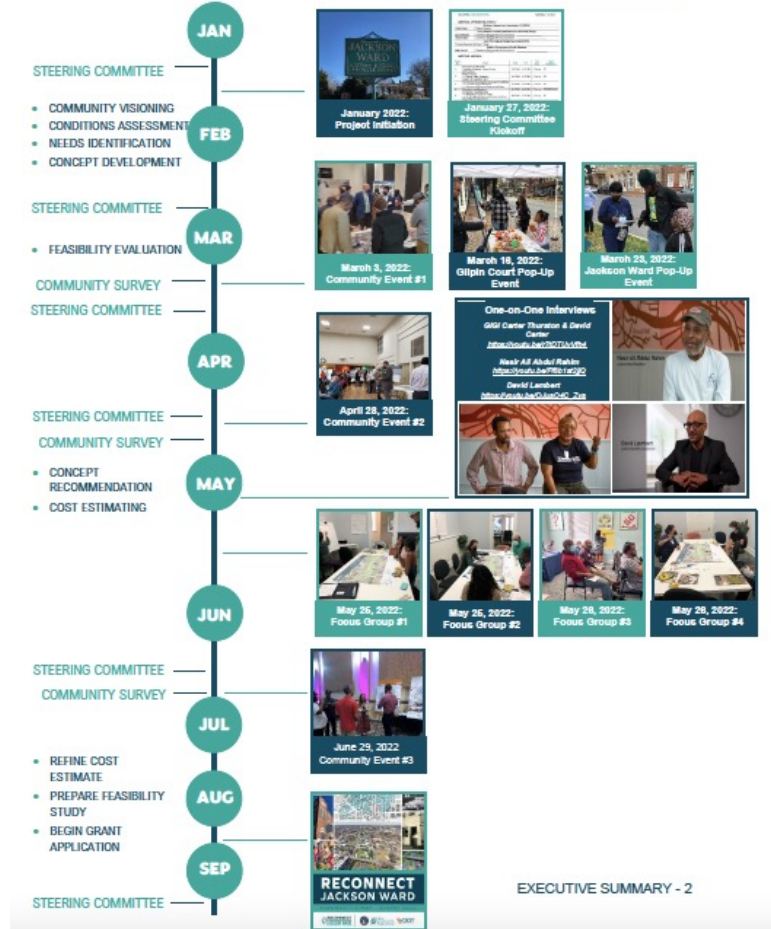 JAN
STEERING COMMITTEE
• COMMUNITY VISIONING
• CONDITIONS ASSESSMENT
• NEEDS IDENTIFICATION
• CONCEPT DEVELOPMENT
FEB
JACKSON
WARD
January 2022:
Project Initiation
January 27, 2022:
Steering Committee
Kickoff
STEERING COMMITTEE
MAR
• FEASIBILITY EVALUATION
COMMUNITY SURVEY
STEERING COMMITTEE
March 3, 2022:
Community Event #1
March 16, 2022:
Gilpin Court Pop-Up
Event
March 23, 2022:
Jackson Ward Pop-Up
Event
APR
April 28, 2022:
Community Event #2
One-on-One Interviews
GiGi Carter Thurston & David
Carter
Nasir Ali Abdul Rahim
David Lambert
David Lambert
STEERING COMMITTEE
COMMUNITY SURVEY
MAY
• CONCEPT
RECOMMENDATION
• COST ESTIMATING
May 25, 2022:
Focus Group #1
May 25, 2022:
Focus Group #2
May 26, 2022:
Focus Group #3
May 26, 2022:
Focus Group #4
JUN
STEERING COMMITTEE
COMMUNITY SURVEY
June 29, 2022
Community Event #3
JUL
• REFINE COST
ESTIMATE
• PREPARE FEASIBILITY
STUDY
• BEGIN GRANT
APPLICATION
AUG
SEP
RECONNECT
JACKSON WARD
STEERING COMMITTEE
EXECUTIVE SUMMARY - 2